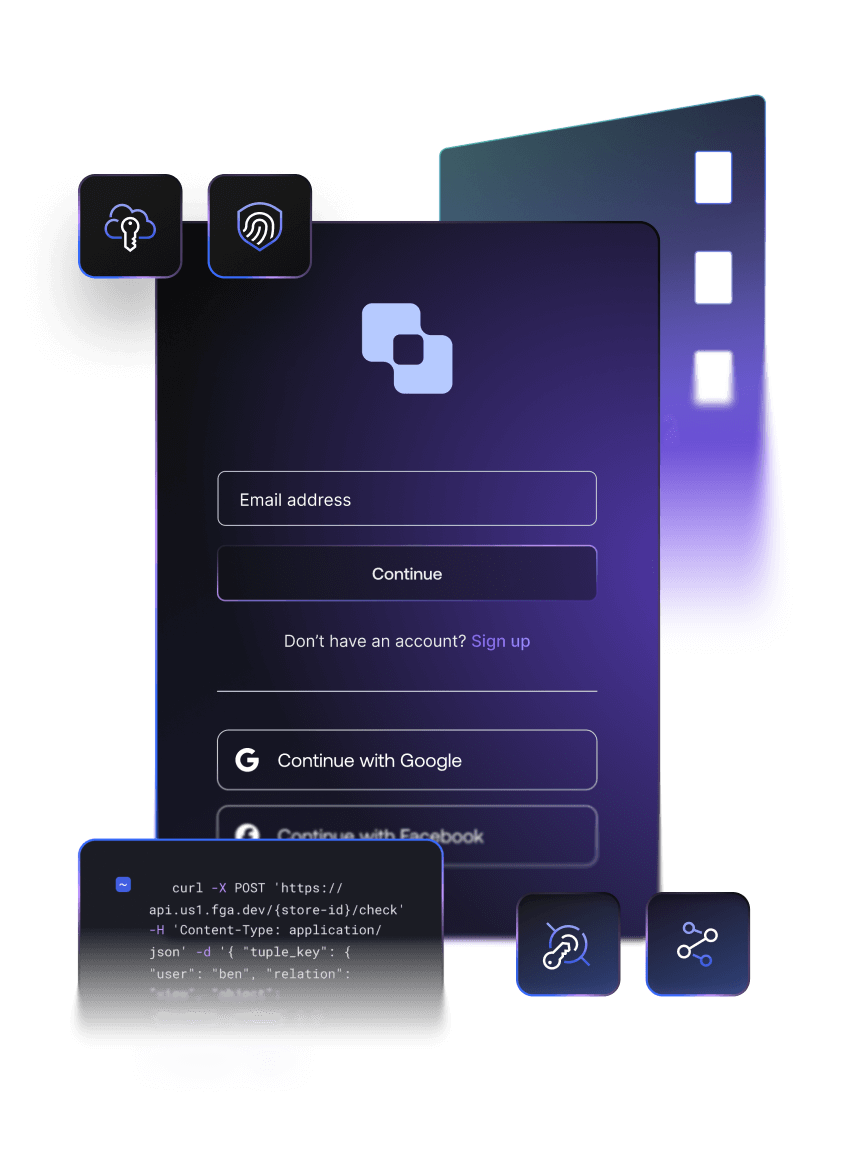 Email address
Continue
Don’t have an account? Sign up
Continue with Google
Continue with Facebook
curl -X POST 'https://
api.us1.fga.dev/{store-id}/check'
-H 'Content-Type: application/
json' -d '{ "tuple_key": {
"user": "ben", "relation":